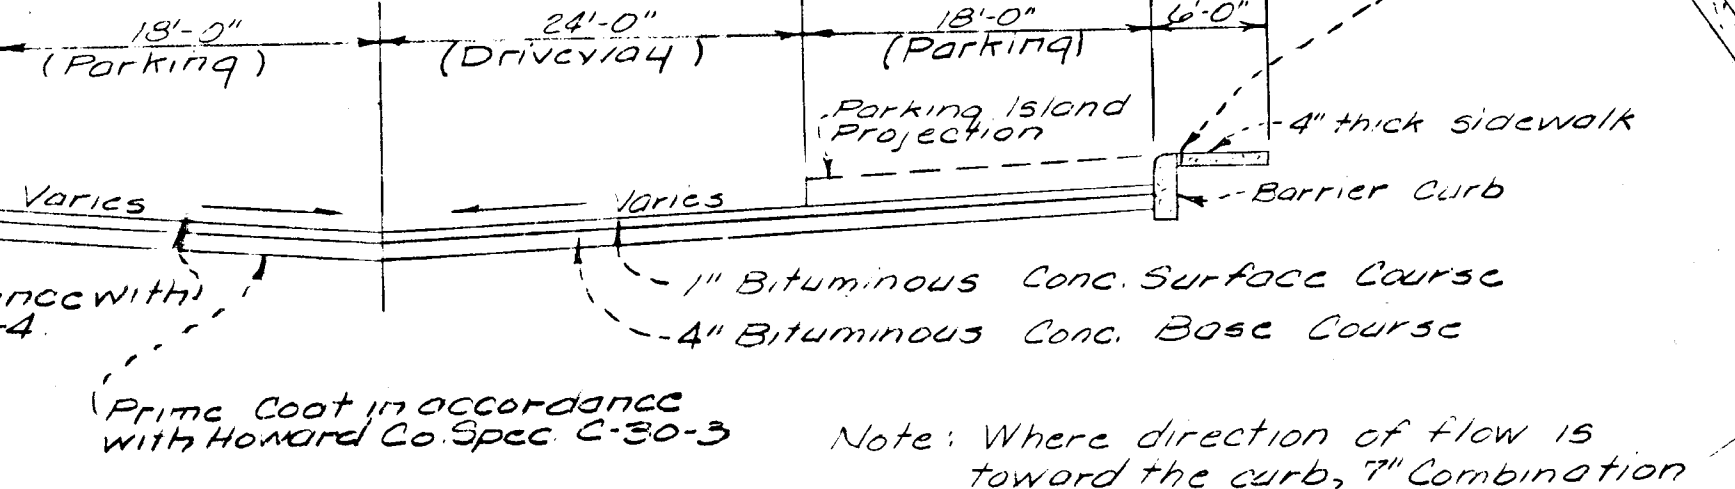 18'-0" 24'-0" 18'-0" 6'-0"
(Parking) (Driveway) (Parking)
Parking Island
Projection
4" thick sidewalk
Varies Varies
Barrier Curb
1" Bituminous Conc. Surface Course
with
-4
4" Bituminous Conc. Base Course
Prime Coat in accordance
with Howard Co. Spec. C-30-3
Note: Where direction of flow is
toward the curb, 7" Combination